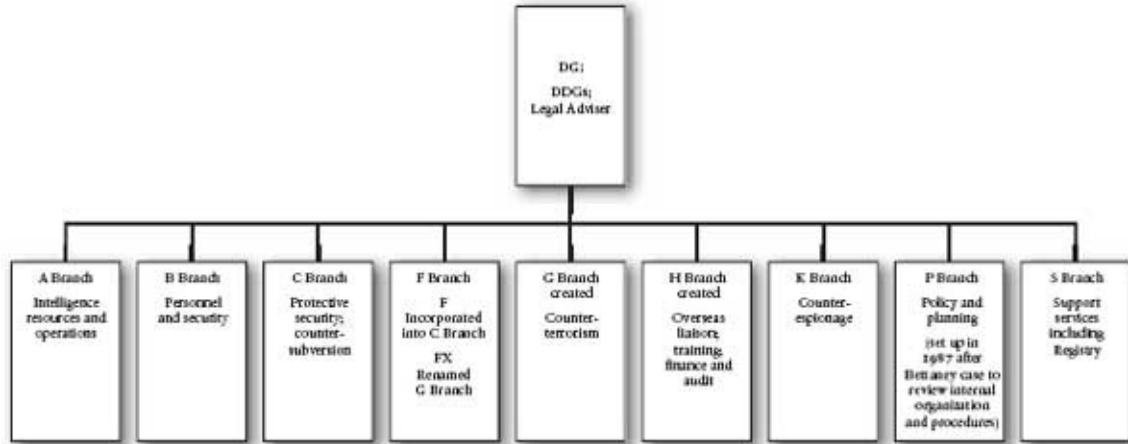 DG;
DDGs;
Legal Adviser
A Branch
Intelligence
resources and
operations
B Branch
Personnel
and security
C Branch
Protective
security;
counter-
subversion
F Branch
F
Incorporated
into C Branch
FX
Renamed
G Branch
G Branch
created
Counter-
terrorism
H Branch
created
Overseas
liaison;
training;
finance and
audit
K Branch
Counter-
espionage
P Branch
Policy and
planning
(set up in
1987 after
Bettaney case to
review internal
organization
and procedures)
S Branch
Support
services
including
Registry